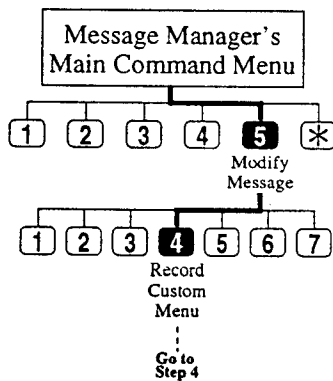 Message Manager's
Main Command Menu
1 2 3 4 5 *
Modify
Message
1 2 3 4 5 6 7
Record
Custom
Menu
Go to
Step 4